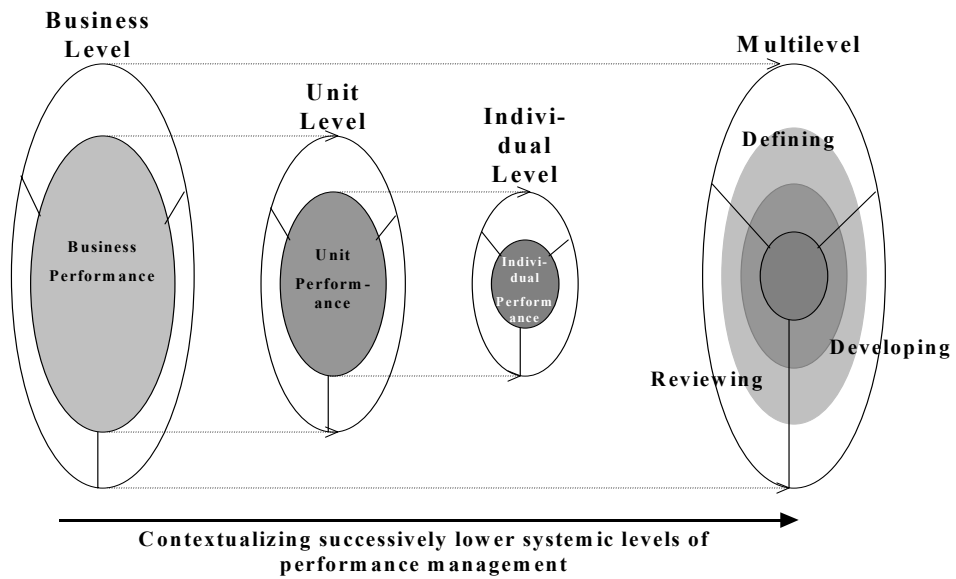 Business
Level
Unit
Level
Indivi-
dual
Level
Multilevel
Business
Performance
Unit
Perform-
ance
Indivi-
dual
Perform
ance
Defining
Developing
Reviewing
Contextualizing successively lower systemic levels of
performance management